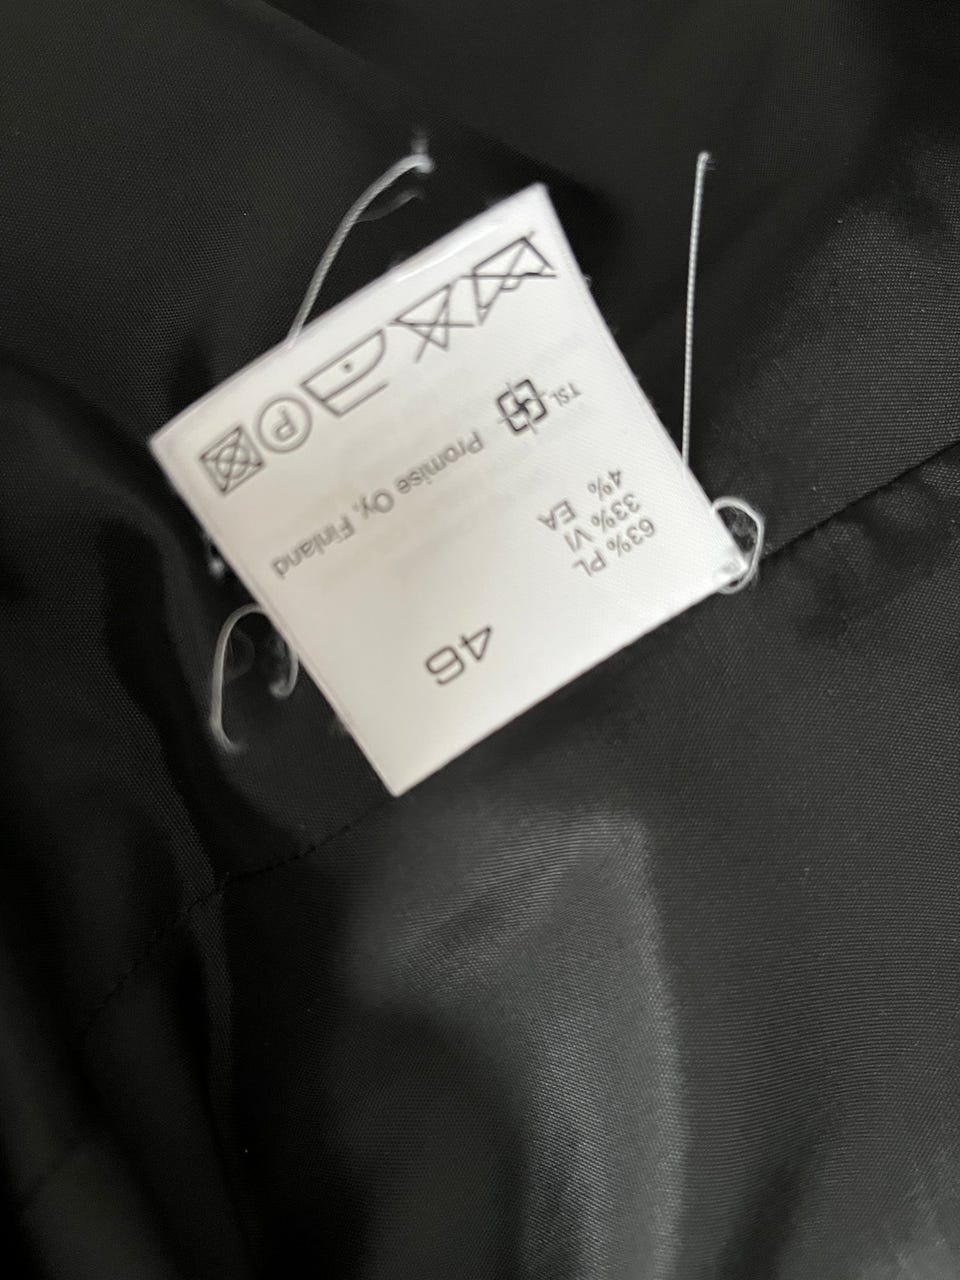 46
63% PL
33% VI
4% EA
TSL
Promise Oy, Finland
P